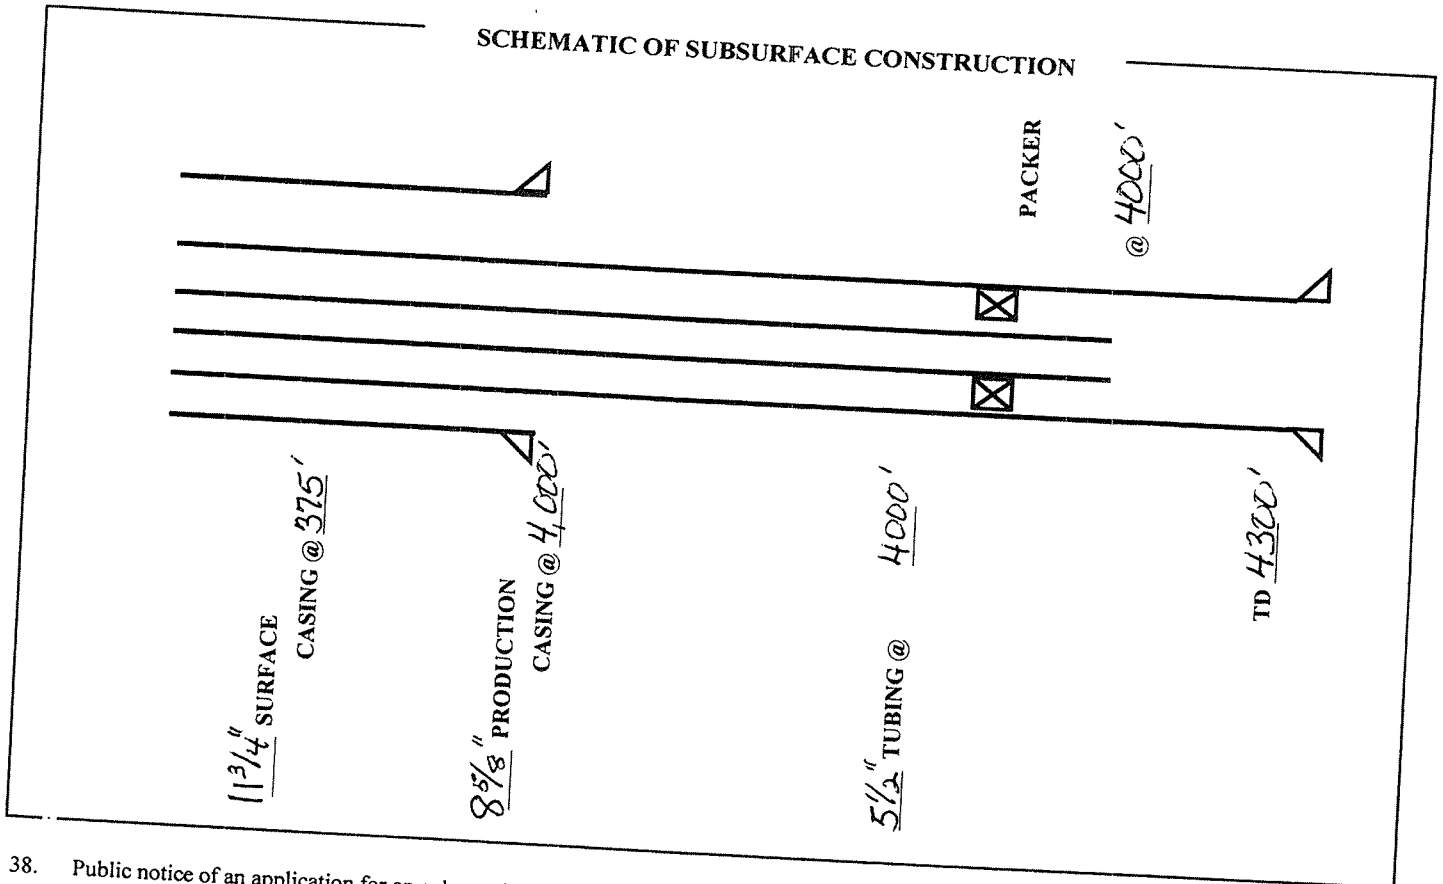 SCHEMATIC OF SUBSURFACE CONSTRUCTION
PACKER
@ 4000'
11 3/4" SURFACE
CASING @ 375'
8 5/8" PRODUCTION
CASING @ 4,000'
5 1/2" TUBING @ 4000'
TD 4300'
38. Public notice of an application for an